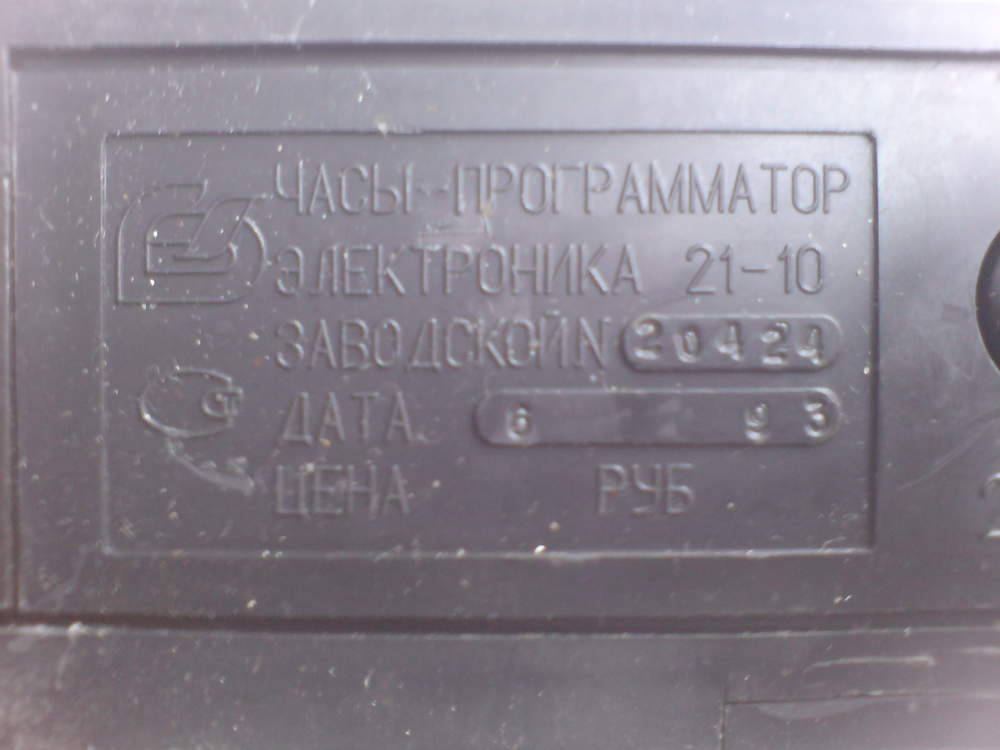 ЧАСЫ-ПРОГРАММАТОР
ЭЛЕКТРОНИКА 21-10
ЗАВОДСКОЙ N 20424
ДАТА 6 93
ЦЕНА РУБ